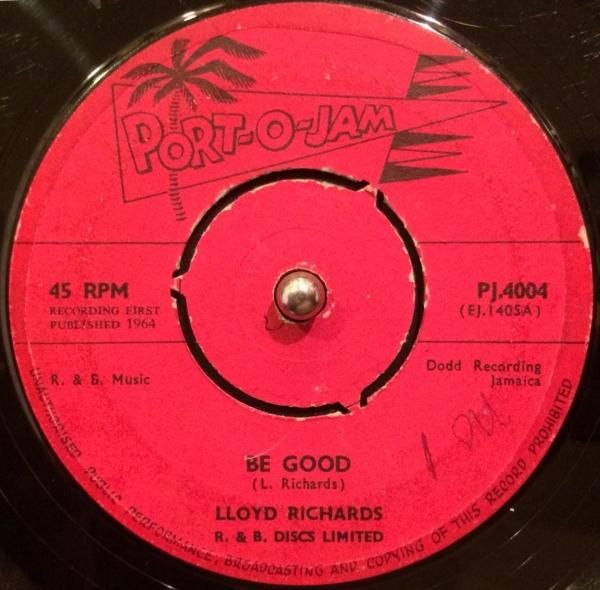 PORT-O-JAM
45 RPM
RECORDING FIRST
PUBLISHED 1964
R. & B. Music
PJ.4004
(EJ.1405A)
Dodd Recording
Jamaica
BE GOOD
(L. Richards)
LLOYD RICHARDS
R. & B. DISCS LIMITED
UNAUTHORISED PUBLIC PERFORMANCE, BROADCASTING AND COPYING OF THIS RECORD PROHIBITED